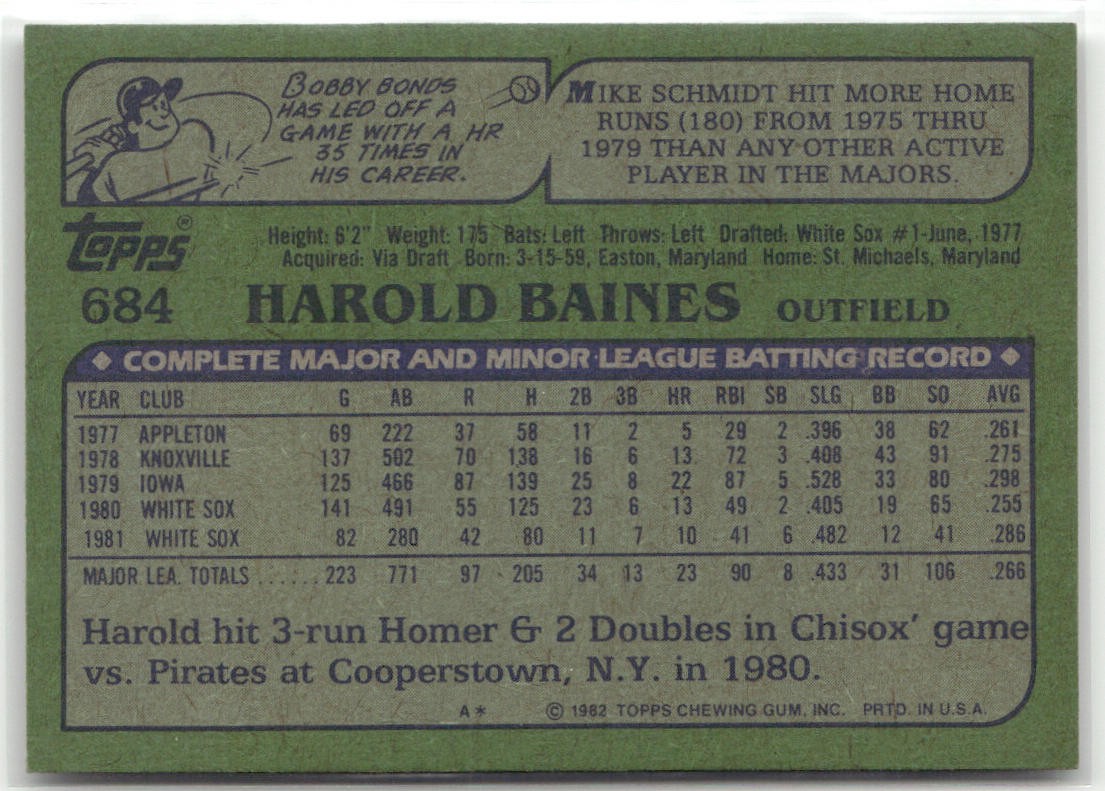 BOBBY BONDS
HAS LED OFF A
GAME WITH A HR
35 TIMES IN
HIS CAREER.
MIKE SCHMIDT HIT MORE HOME
RUNS (180) FROM 1975 THRU
1979 THAN ANY OTHER ACTIVE
PLAYER IN THE MAJORS.
Topps®
Height: 6'2" Weight: 175 Bats: Left Throws: Left Drafted: White Sox #1-June, 1977
Acquired: Via Draft Born: 3-15-59, Easton, Maryland Home: St. Michaels, Maryland
684 HAROLD BAINES OUTFIELD
◆ COMPLETE MAJOR AND MINOR LEAGUE BATTING RECORD ◆
YEAR CLUB G AB R H 2B 3B HR RBI SB SLG BB SO AVG
1977 APPLETON 69 222 37 58 11 2 5 29 2 .396 38 62 .261
1978 KNOXVILLE 137 502 70 138 16 6 13 72 3 .408 43 91 .275
1979 IOWA 125 466 87 139 25 8 22 87 5 .528 33 80 .298
1980 WHITE SOX 141 491 55 125 23 6 13 49 2 .405 19 65 .255
1981 WHITE SOX 82 280 42 80 11 7 10 41 6 .482 12 41 .286
MAJOR LEA. TOTALS ...... 223 771 97 205 34 13 23 90 8 .433 31 106 .266
Harold hit 3-run Homer & 2 Doubles in Chisox' game
vs. Pirates at Cooperstown, N.Y. in 1980.
A* © 1982 TOPPS CHEWING GUM, INC. PRTD. IN U.S.A.